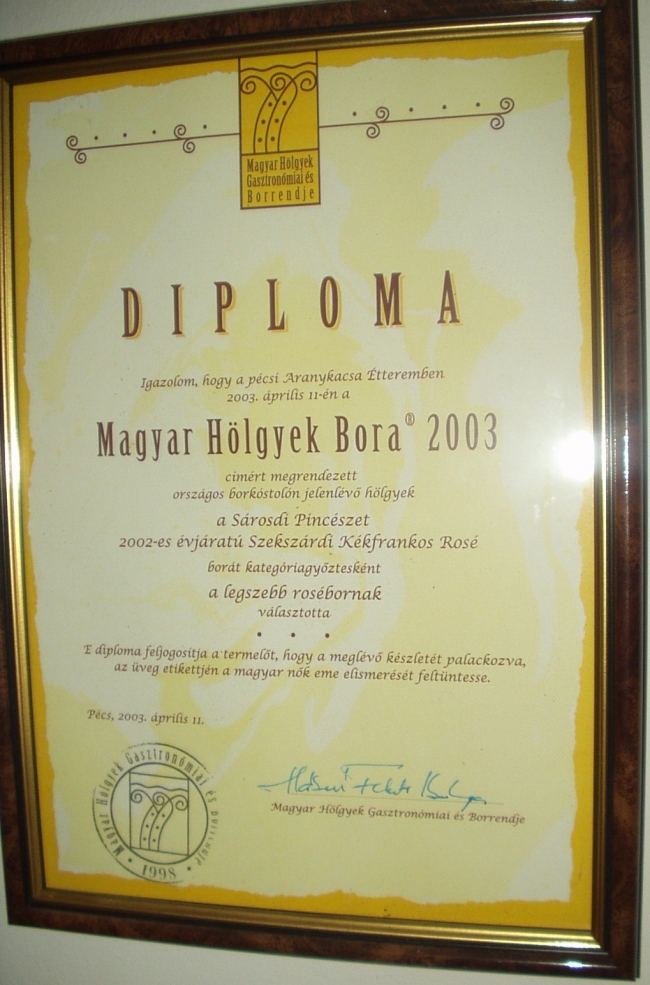 Magyar Hölgyek
Gasztronómiai és
Borrendje
DIPLOMA
Igazolom, hogy a pécsi Aranykacsa Étteremben
2003. április 11-én a
Magyar Hölgyek Bora® 2003
címért megrendezett
országos borkóstolón jelenlévő hölgyek
a Sárosdi Pincészet
2002-es évjáratú Szekszárdi Kékfrankos Rosé
borát kategóriagyőztesként
a legszebb rosébornak
választotta
E diploma feljogosítja a termelőt, hogy a meglévő készletét palackozva,
az üveg etikettjén a magyar nők eme elismerését feltüntesse.
Pécs, 2003. április 11.
Magyar Hölgyek Gasztronómiai és Borrendje
Magyar Hölgyek Gasztronómiai és Borrendje
1998